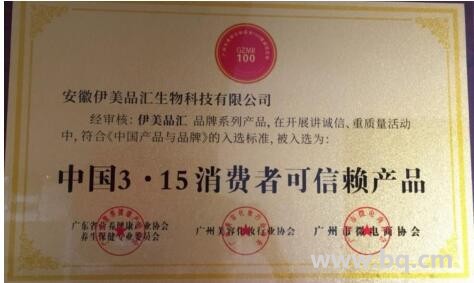 GZMR
100
安徽伊美品汇生物科技有限公司
经审核：伊美品汇 品牌系列产品，在开展讲诚信、重质量活动
中，符合《中国产品与品牌》的入选标准，被入选为：
中国3·15消费者可信赖产品
广东省营养健康产业协会 广州美容化妆行业协会 广州市微电商协会
养生保健专业委员会
www.bq.cm